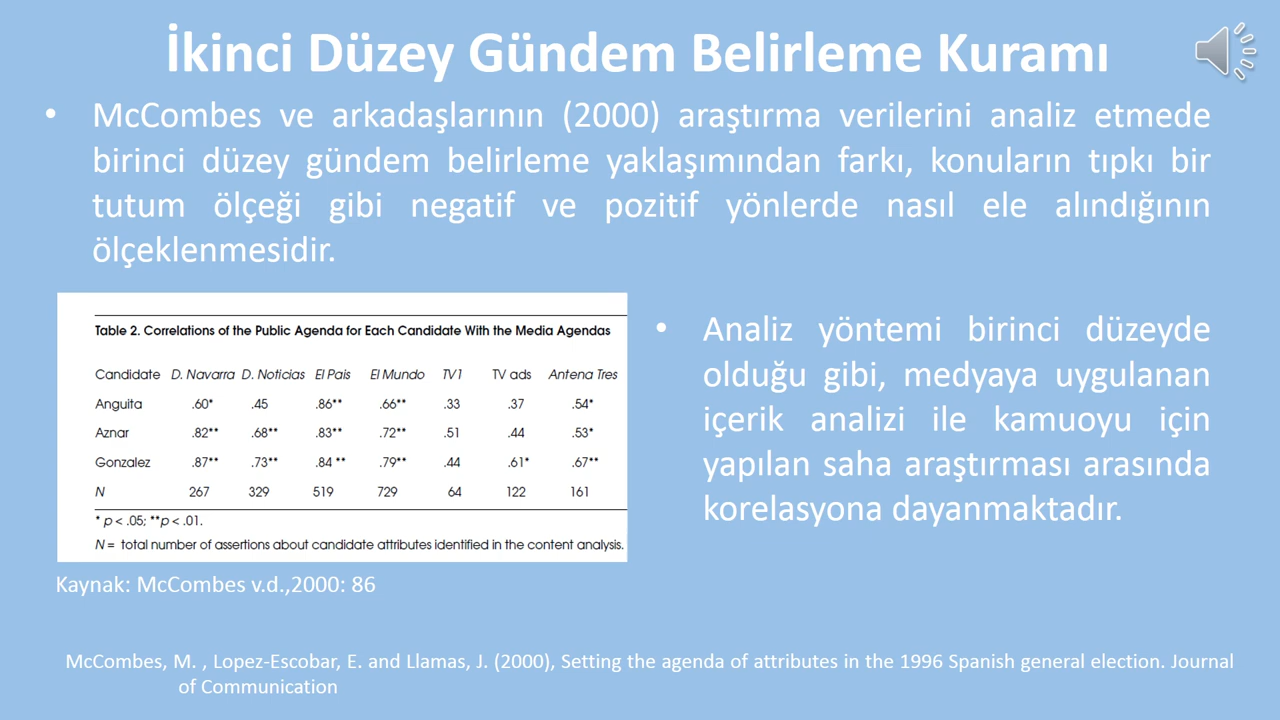 İkinci Düzey Gündem Belirleme Kuramı
• McCombes ve arkadaşlarının (2000) araştırma verilerini analiz etmede
birinci düzey gündem belirleme yaklaşımından farkı, konuların tıpkı bir
tutum ölçeği gibi negatif ve pozitif yönlerde nasıl ele alındığının
ölçeklenmesidir.
Table 2. Correlations of the Public Agenda for Each Candidate With the Media Agendas
Candidate D. Navarra D. Noticias El Pais El Mundo TV1 TV ads Antena Tres
Anguita .60* .45 .86** .66** .33 .37 .54*
Aznar .82** .68** .83** .72** .51 .44 .53*
Gonzalez .87** .73** .84 ** .79** .44 .61* .67**
N 267 329 519 729 64 122 161
* p < .05; **p < .01.
N = total number of assertions about candidate attributes identified in the content analysis.
Kaynak: McCombes v.d.,2000: 86
• Analiz yöntemi birinci düzeyde
olduğu gibi, medyaya uygulanan
içerik analizi ile kamuoyu için
yapılan saha araştırması arasında
korelasyona dayanmaktadır.
McCombes, M. , Lopez-Escobar, E. and Llamas, J. (2000), Setting the agenda of attributes in the 1996 Spanish general election. Journal
of Communication